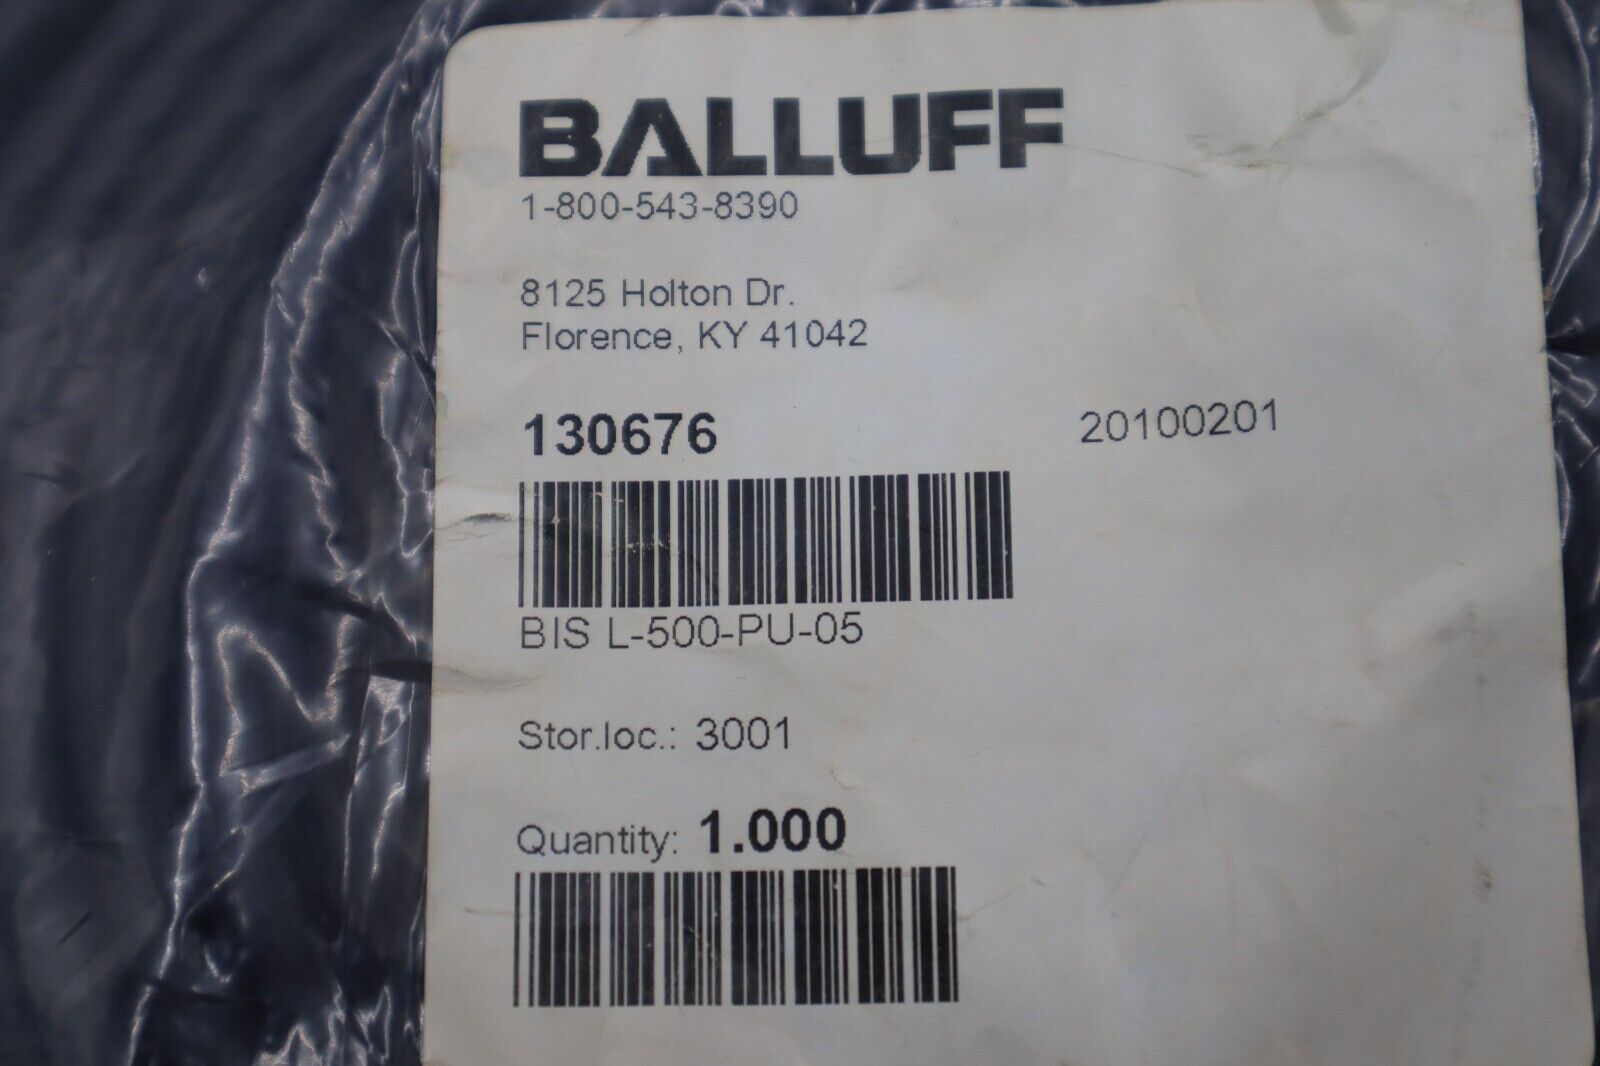 BALLUFF
1-800-543-8390
8125 Holton Dr.
Florence, KY 41042
130676 20100201
BIS L-500-PU-05
Stor.loc.: 3001
Quantity: 1.000